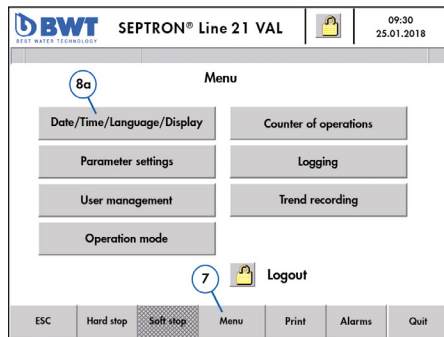 BWT
BEST WATER TECHNOLOGY
SEPTRON® Line 21 VAL
09:30
25.01.2018
8a
Menu
Date/Time/Language/Display
Counter of operations
Parameter settings
Logging
User management
Trend recording
Operation mode
7
Logout
ESC
Hard stop
Soft stop
Menu
Print
Alarms
Quit